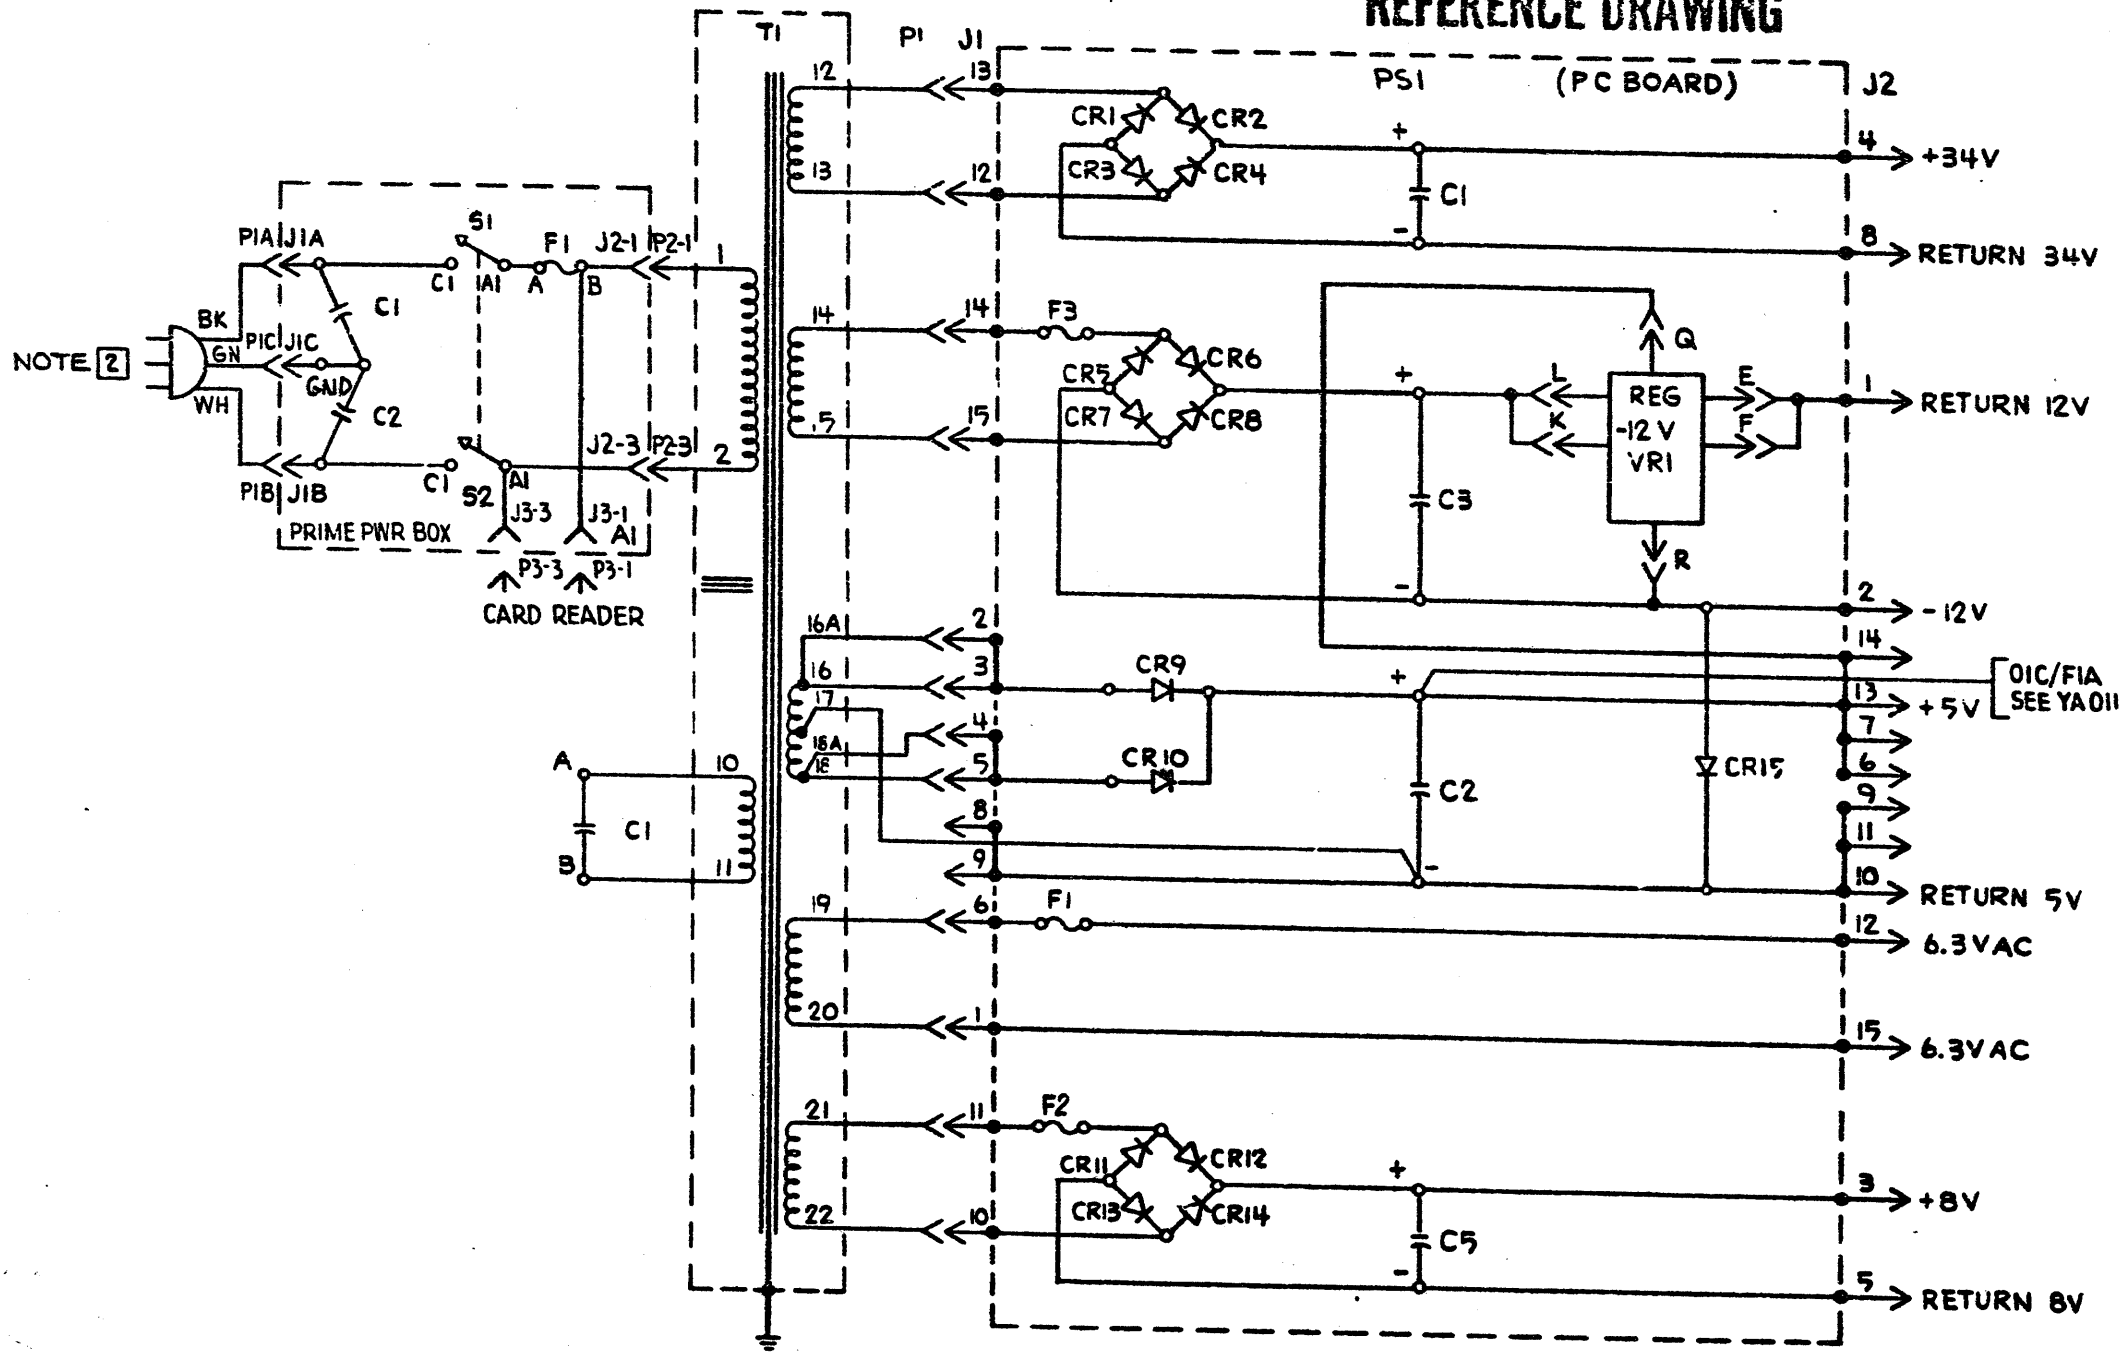 REFERENCE DRAWING
T1
P1 J1
PS1 (PC BOARD) J2
12 13
CR1 CR2
+ 4 +34V
13 12
CR3 CR4
C1
- 8 RETURN 34V
S1
P1A J1A F1 J2-1 P2-1 1
C1 A1 A B
C1
BK
P1C J1C
NOTE 2 GN
GND
WH
C2
J2-3 P2-3 2
P1B J1B C1 S2 A1
J3-3 J3-1
PRIME PWR BOX A1
P3-3 P3-1
CARD READER
14 14 F3
Q
CR5 CR6
+ L REG E 1 RETURN 12V
CR7 CR8
K -12 V F
15 15
VR1
C3
R
- 2 -12V
16A 2
14
16 3 CR9
+ 01C/F1A
13 +5V SEE YA011
17
4 7
18A
18 5 CR10
6
CR15
A 10
C2
9
8
C1
11
B 11
9 - 10 RETURN 5V
19 6 F1
12 6.3VAC
20 1
15 6.3VAC
21 11 F2
CR11 CR12
+ 3 +8V
CR13 CR14
22 10
C5
- 5 RETURN 8V